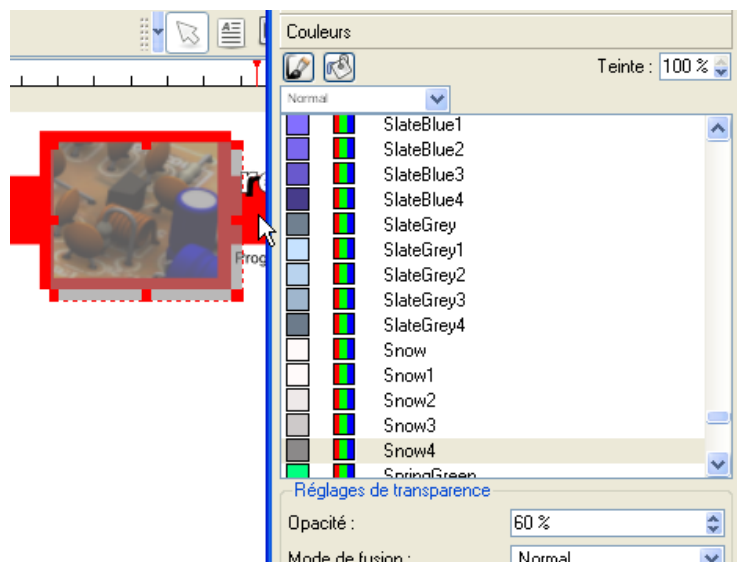 Couleurs
Teinte : 100 %
Normal
SlateBlue1
SlateBlue2
SlateBlue3
SlateBlue4
SlateGrey
SlateGrey1
SlateGrey2
SlateGrey3
SlateGrey4
Snow
Snow1
Snow2
Snow3
Snow4
SpringGreen
Prog
Réglages de transparence
Opacité : 60 %
Mode de fusion : Normal